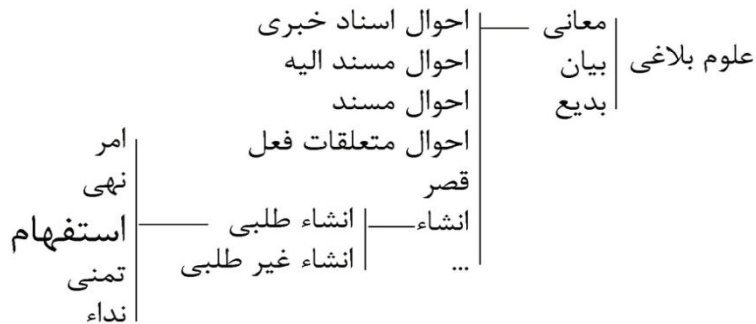 علوم بلاغی
معانی
بیان
بدیع
احوال اسناد خبری
احوال مسند الیه
احوال مسند
احوال متعلقات فعل
قصر
انشاء
...
انشاء طلبی
انشاء غیر طلبی
امر
نهی
استفهام
تمنی
نداء